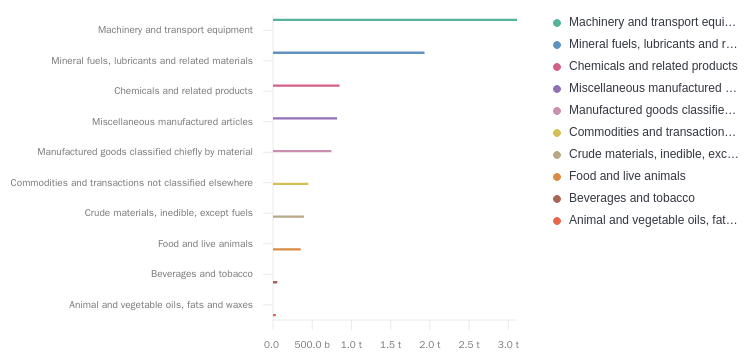 Machinery and transport equipment
Mineral fuels, lubricants and related materials
Chemicals and related products
Miscellaneous manufactured articles
Manufactured goods classified chiefly by material
Commodities and transactions not classified elsewhere
Crude materials, inedible, except fuels
Food and live animals
Beverages and tobacco
Animal and vegetable oils, fats and waxes
0.0 500.0 b 1.0 t 1.5 t 2.0 t 2.5 t 3.0 t
Machinery and transport equi...
Mineral fuels, lubricants and r...
Chemicals and related products
Miscellaneous manufactured ...
Manufactured goods classifie...
Commodities and transaction...
Crude materials, inedible, exc...
Food and live animals
Beverages and tobacco
Animal and vegetable oils, fat...